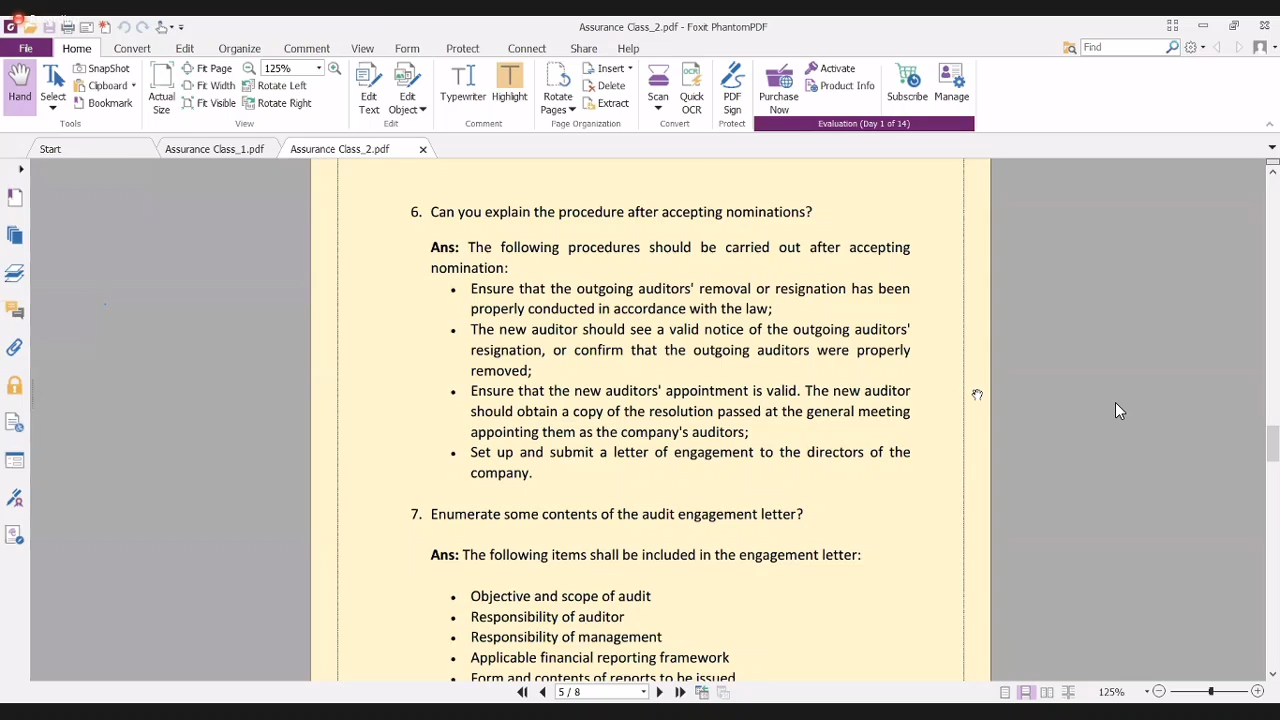 Assurance Class_2.pdf - Foxit PhantomPDF
File Home Convert Edit Organize Comment View Form Protect Connect Share Help Find
Hand Select SnapShot Clipboard Bookmark Actual Size Fit Page Fit Width Fit Visible 125% Rotate Left Rotate Right Edit Text Edit Object Typewriter Highlight Rotate Pages Insert Delete Extract Scan Quick OCR PDF Sign Purchase Now Activate Product Info Subscribe Manage
Tools View Edit Comment Page Organization Convert Protect Evaluation (Day 1 of 14)
Start Assurance Class_1.pdf Assurance Class_2.pdf
6. Can you explain the procedure after accepting nominations?
Ans: The following procedures should be carried out after accepting
nomination:
• Ensure that the outgoing auditors' removal or resignation has been
properly conducted in accordance with the law;
• The new auditor should see a valid notice of the outgoing auditors'
resignation, or confirm that the outgoing auditors were properly
removed;
• Ensure that the new auditors' appointment is valid. The new auditor
should obtain a copy of the resolution passed at the general meeting
appointing them as the company's auditors;
• Set up and submit a letter of engagement to the directors of the
company.
7. Enumerate some contents of the audit engagement letter?
Ans: The following items shall be included in the engagement letter:
• Objective and scope of audit
• Responsibility of auditor
• Responsibility of management
• Applicable financial reporting framework
• Form and contents of reports to be issued
5 / 8 125%